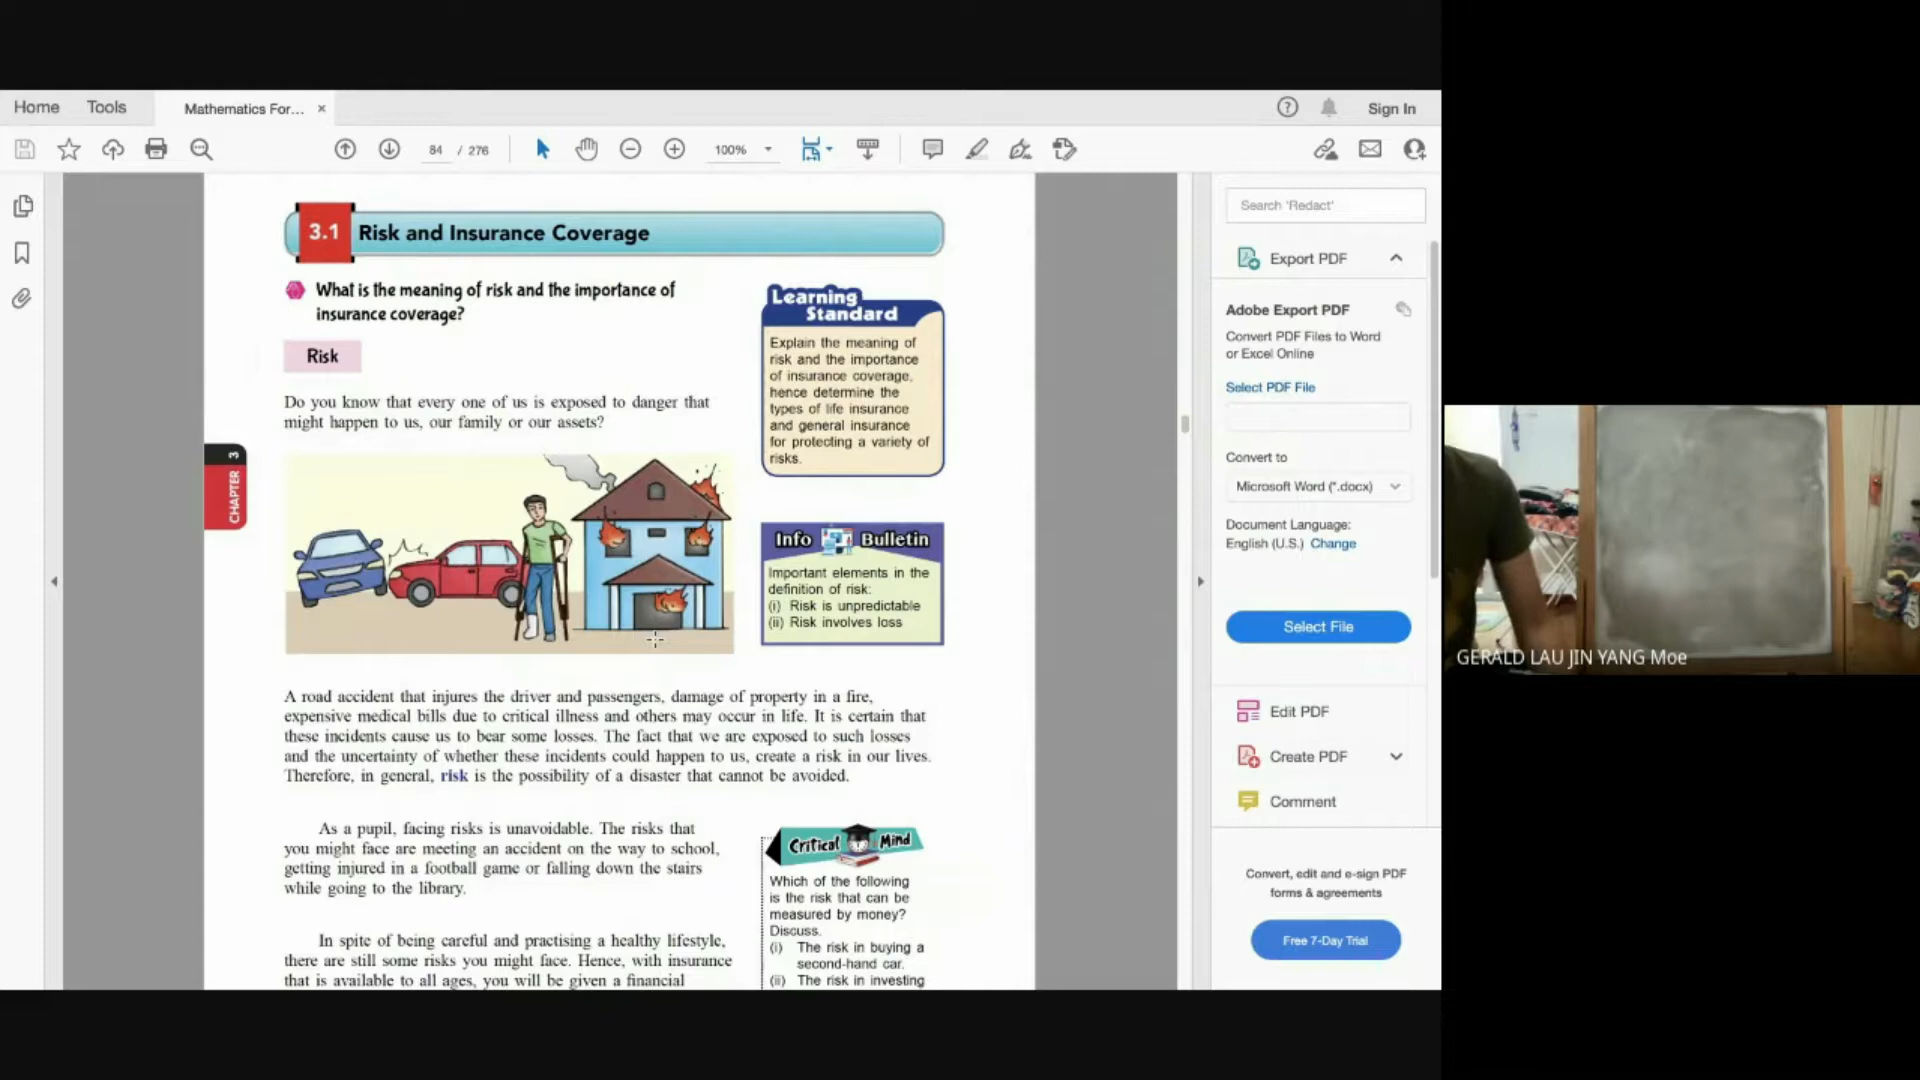 Home
Tools
Mathematics For... ×
Sign In
84 / 276
100%
3.1 Risk and Insurance Coverage
What is the meaning of risk and the importance of
insurance coverage?
Risk
Do you know that every one of us is exposed to danger that
might happen to us, our family or our assets?
CHAPTER 3
Learning
Standard
Explain the meaning of
risk and the importance
of insurance coverage,
hence determine the
types of life insurance
and general insurance
for protecting a variety of
risks.
Info Bulletin
Important elements in the
definition of risk:
(i) Risk is unpredictable
(ii) Risk involves loss
A road accident that injures the driver and passengers, damage of property in a fire,
expensive medical bills due to critical illness and others may occur in life. It is certain that
these incidents cause us to bear some losses. The fact that we are exposed to such losses
and the uncertainty of whether these incidents could happen to us, create a risk in our lives.
Therefore, in general, risk is the possibility of a disaster that cannot be avoided.
As a pupil, facing risks is unavoidable. The risks that
you might face are meeting an accident on the way to school,
getting injured in a football game or falling down the stairs
while going to the library.
In spite of being careful and practising a healthy lifestyle,
there are still some risks you might face. Hence, with insurance
that is available to all ages, you will be given a financial
Critical Mind
Which of the following
is the risk that can be
measured by money?
Discuss.
(i) The risk in buying a
second-hand car.
(ii) The risk in investing
Search 'Redact'
Export PDF
Adobe Export PDF
Convert PDF Files to Word
or Excel Online
Select PDF File
Convert to
Microsoft Word (*.docx)
Document Language:
English (U.S.) Change
Select File
Edit PDF
Create PDF
Comment
Convert, edit and e-sign PDF
forms & agreements
Free 7-Day Trial
GERALD LAU JIN YANG Moe